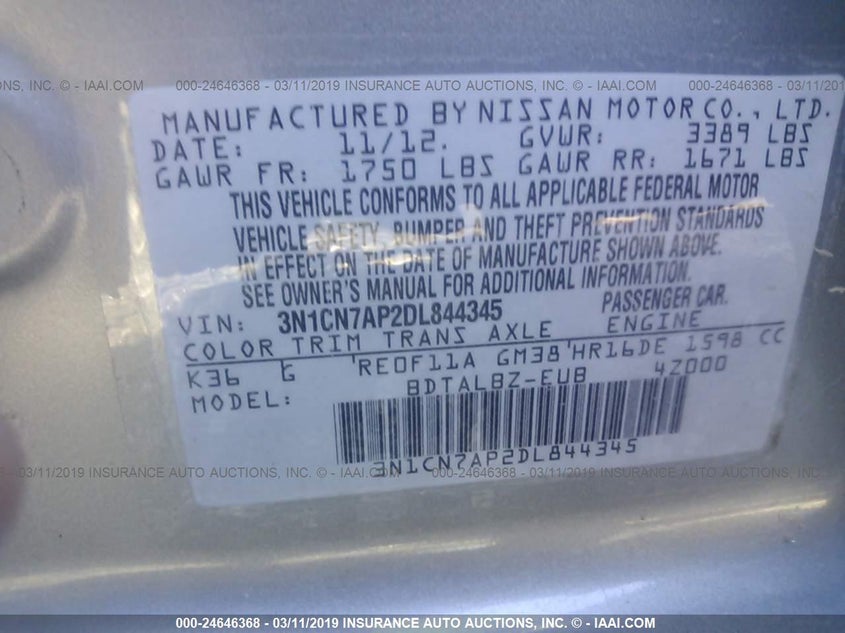 AUCTIONS, INC. © - IAAI.COM 000-24646368 - 03/11/2019 INSURANCE AUTO AUCTIONS, INC. © - IAAI.COM 000-24646368 - 03/11/2019 INSURANCE
MANUFACTURED BY NISSAN MOTOR CO., LTD.
DATE: 11/12. GVWR: 3389 LBS
GAWR FR: 1750 LBS GAWR RR: 1671 LBS
THIS VEHICLE CONFORMS TO ALL APPLICABLE FEDERAL MOTOR
VEHICLE SAFETY, BUMPER AND THEFT PREVENTION STANDARDS
IN EFFECT ON THE DATE OF MANUFACTURE SHOWN ABOVE.
SEE OWNER'S MANUAL FOR ADDITIONAL INFORMATION.
VIN: 3N1CN7AP2DL844345 PASSENGER CAR.
COLOR TRIM TRANS AXLE ENGINE
K36 G RE0F11A GM38 HR16DE 1598 CC
MODEL: BDTALBZ-EUB 4Z000
3N1CN7AP2DL844345
AUCTIONS, INC. © - IAAI.COM 000-24646368 - 03/11/2019 INSURANCE AUTO AUCTIONS, INC. © - IAAI.COM 000-24646368 - 03/11/2019 INSURANCE
000-24646368 - 03/11/2019 INSURANCE AUTO AUCTIONS, INC. © - IAAI.COM